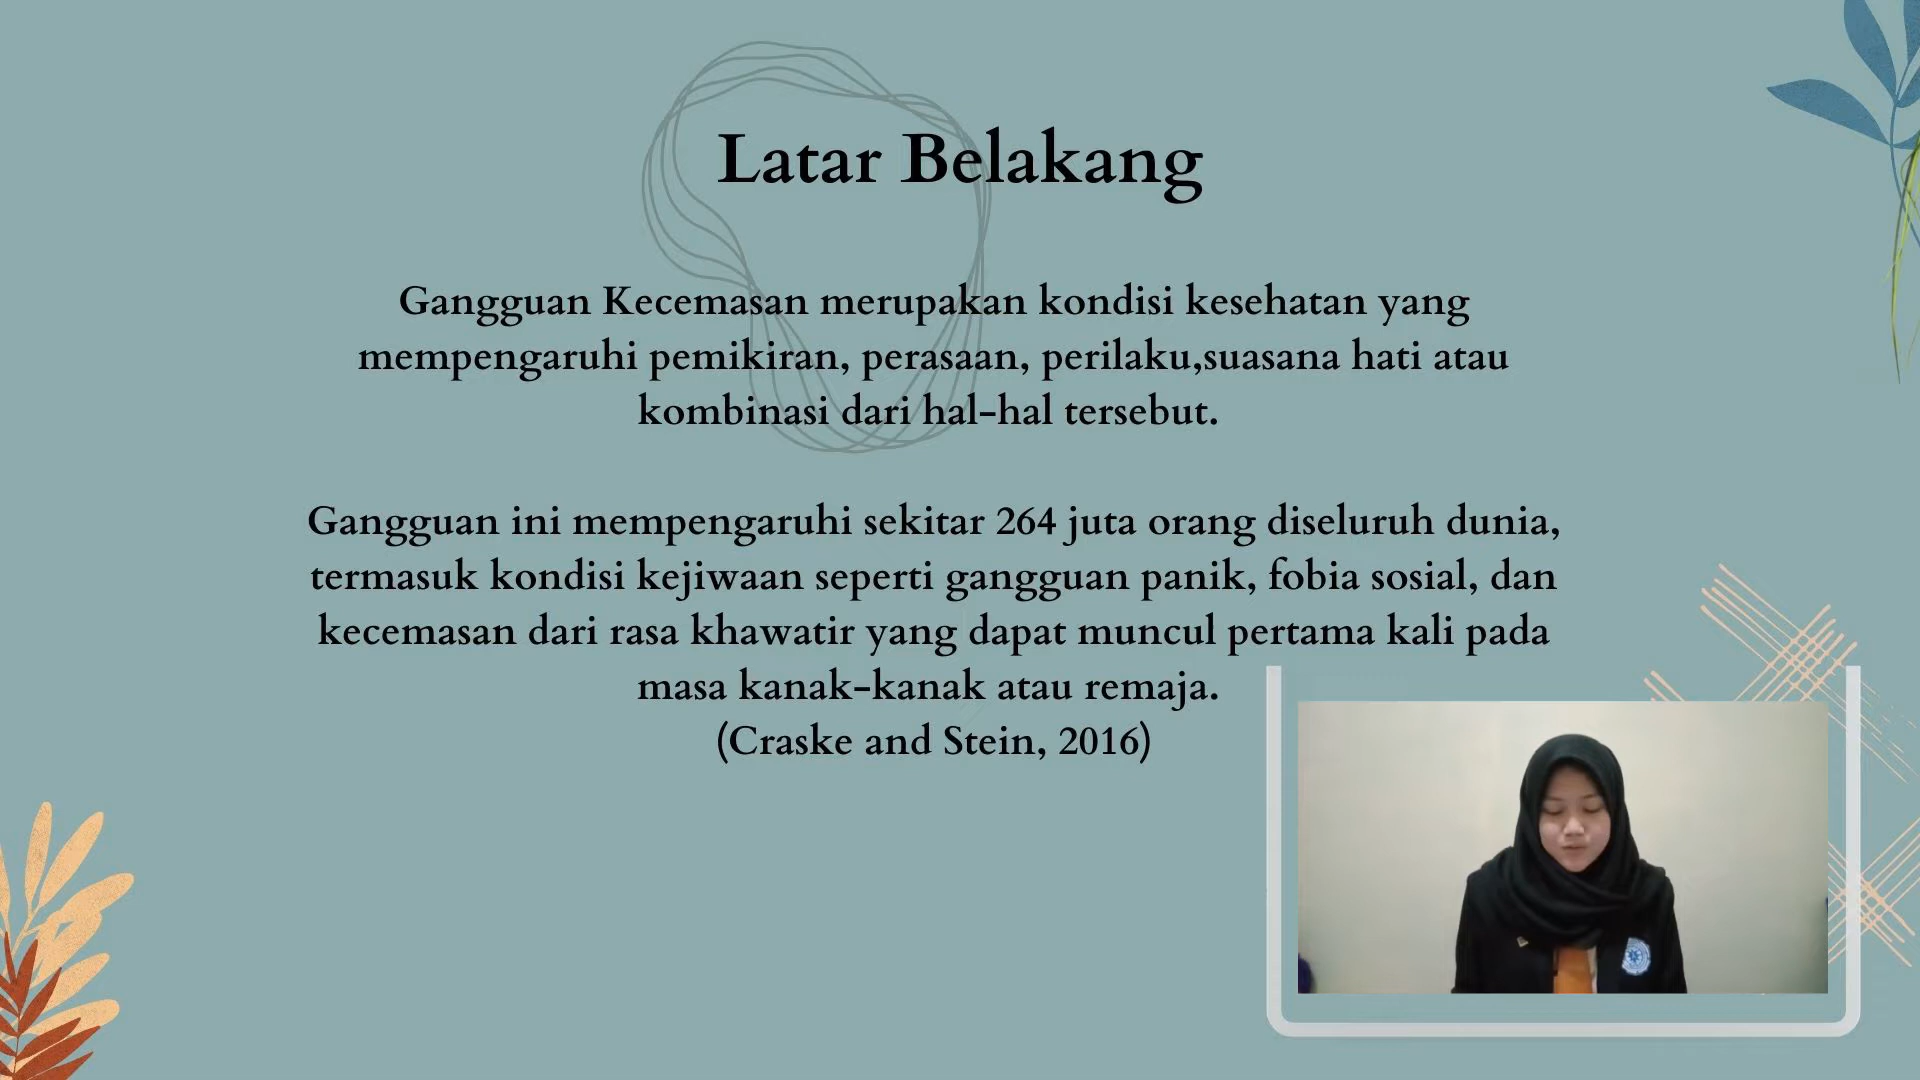 Latar Belakang
Gangguan Kecemasan merupakan kondisi kesehatan yang
mempengaruhi pemikiran, perasaan, perilaku,suasana hati atau
kombinasi dari hal-hal tersebut.
Gangguan ini mempengaruhi sekitar 264 juta orang diseluruh dunia,
termasuk kondisi kejiwaan seperti gangguan panik, fobia sosial, dan
kecemasan dari rasa khawatir yang dapat muncul pertama kali pada
masa kanak-kanak atau remaja.
(Craske and Stein, 2016)